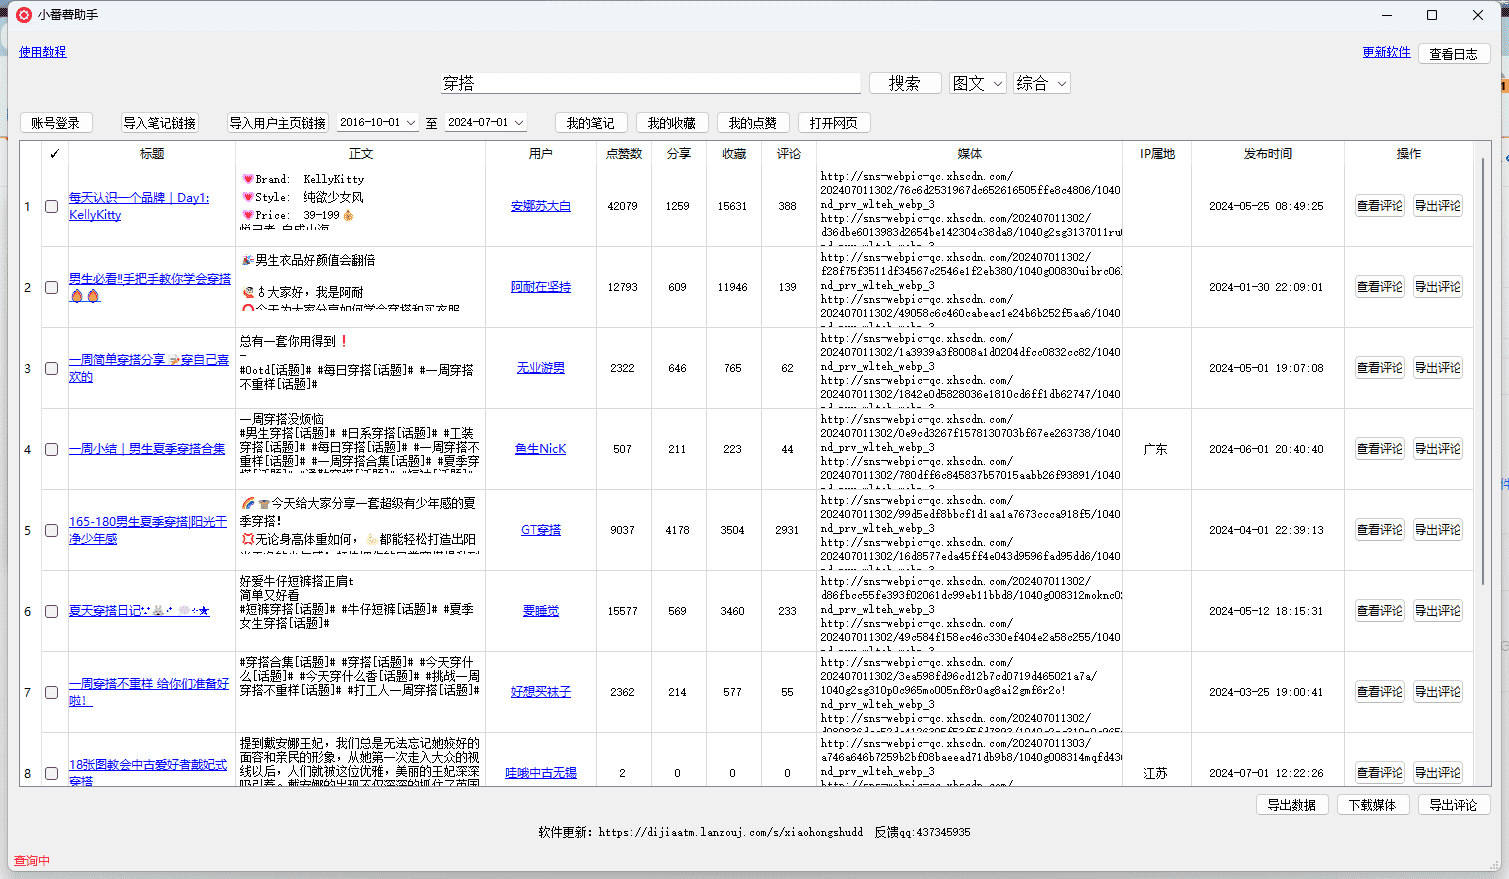 小番薯助手
使用教程
更新软件 查看日志
穿搭 搜索 图文 综合
账号登录 导入笔记链接 导入用户主页链接 2016-10-01 至 2024-07-01 我的笔记 我的收藏 我的点赞 打开网页
✓ 标题 正文 用户 点赞数 分享 收藏 评论 媒体 IP属地 发布时间 操作
1
每天认识一个品牌｜Day1:
KellyKitty
💗Brand: KellyKitty
💗Style: 纯欲少女风
💗Price: 39-199
安娜苏大白 42079 1259 15631 388
http://sns-webpic-qc.xhscdn.com/
202407011302/76c6d2531967dc652616505ffe8c4806/1040
nd_prv_wlteh_webp_3
http://sns-webpic-qc.xhscdn.com/202407011302/
d36dbe6013983d2654be142304c38da8/1040g2sg3137011ru
2024-05-25 08:49:25 查看评论 导出评论
2
男生必看‼手把手教你学会穿搭
🎉男生衣品好颜值会翻倍
大家好，我是阿耐
⭕今天为大家分享如何学会穿搭和买衣服
阿耐在坚持 12793 609 11946 139
http://sns-webpic-qc.xhscdn.com/202407011302/
f28f75f3511df34567c2546e1f2eb380/1040g00830uibrc06
nd_prv_wlteh_webp_3
http://sns-webpic-qc.xhscdn.com/
202407011302/49058c6c460cabeac1e24b6b252f5aa6/1040
2024-01-30 22:09:01 查看评论 导出评论
3
一周简单穿搭分享 穿自己喜
欢的
总有一套你用得到❗
-
#Ootd[话题]# #每日穿搭[话题]# #一周穿搭
不重样[话题]#
无业游男 2322 646 765 62
http://sns-webpic-qc.xhscdn.com/
202407011302/1a3939a3f8008a1d0204dfcc0832cc82/1040
nd_prv_wlteh_webp_3
http://sns-webpic-qc.xhscdn.com/
202407011302/1842e0d5828036e1810cd6ff1db62747/1040
2024-05-01 19:07:08 查看评论 导出评论
4
一周小结｜男生夏季穿搭合集
一周穿搭没烦恼
#男生穿搭[话题]# #日系穿搭[话题]# #工装
穿搭[话题]# #每日穿搭[话题]# #一周穿搭不
重样[话题]# #一周穿搭合集[话题]# #夏季穿
鱼生NicK 507 211 223 44
http://sns-webpic-qc.xhscdn.com/
202407011302/0e9cd3267f1578130703bf67ee263738/1040
nd_prv_wlteh_webp_3
http://sns-webpic-qc.xhscdn.com/
202407011302/780dff6c845837b57015aabb26f93891/1040
广东 2024-06-01 20:40:40 查看评论 导出评论
5
165-180男生夏季穿搭|阳光干
净少年感
🌈👕今天给大家分享一套超级有少年感的夏
季穿搭！
💢无论身高体重如何，都能轻松打造出阳
GT穿搭 9037 4178 3504 2931
http://sns-webpic-qc.xhscdn.com/
202407011302/99d5edf8bbcf1d1aa1a7673ccca918f5/1040
nd_prv_wlteh_webp_3
http://sns-webpic-qc.xhscdn.com/
202407011302/16d8577eda45ff4e043d9596fad95dd6/1040
2024-04-01 22:39:13 查看评论 导出评论
6
夏天穿搭日记
好爱牛仔短裤搭正肩t
简单又好看
#短裤穿搭[话题]# #牛仔短裤[话题]# #夏季
女生穿搭[话题]#
要睡觉 15577 569 3460 233
http://sns-webpic-qc.xhscdn.com/202407011302/
d86fbcc55fe393f02061dc99eb11bbd8/1040g008312moknc0
nd_prv_wlteh_webp_3
http://sns-webpic-qc.xhscdn.com/
202407011302/49c584f158ec46c330ef404e2a58c255/1040
2024-05-12 18:15:31 查看评论 导出评论
7
一周穿搭不重样 给你们准备好
啦！
#穿搭合集[话题]# #穿搭[话题]# #今天穿什
么[话题]# #今天穿什么香[话题]# #挑战一周
穿搭不重样[话题]# #打工人一周穿搭[话题]#
好想买袜子 2362 214 577 55
http://sns-webpic-qc.xhscdn.com/
202407011302/3ea598fd96cd12b7cd0719d465021a7a/
1040g2sg310p0c965mo005nf8r0ag8ai2gmf6r2o!
nd_prv_wlteh_webp_3
http://sns-webpic-qc.xhscdn.com/202407011302/
2024-03-25 19:00:41 查看评论 导出评论
8
18张图教会中古爱好者戴妃式
穿搭
提到戴安娜王妃，我们总是无法忘记她姣好的
面容和亲民的形象，从她第一次走入大众的视
线以后，人们就被这位优雅，美丽的王妃深深
吸引着。戴安娜的出现不仅深深的抓住了英国
哇哦中古无锡 2 0 0 0
http://sns-webpic-qc.xhscdn.com/202407011303/
a746a646b7259b2bf08baeead71db9b8/1040g008314mqfd43
nd_prv_wlteh_webp_3
江苏 2024-07-01 12:22:26 查看评论 导出评论
导出数据 下载媒体 导出评论
软件更新：https://dijiaatm.lanzouj.com/s/xiaohongshudd 反馈qq:437345935
查询中